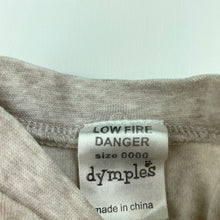 LOW FIRE
DANGER
size 0000
dymples
made in china